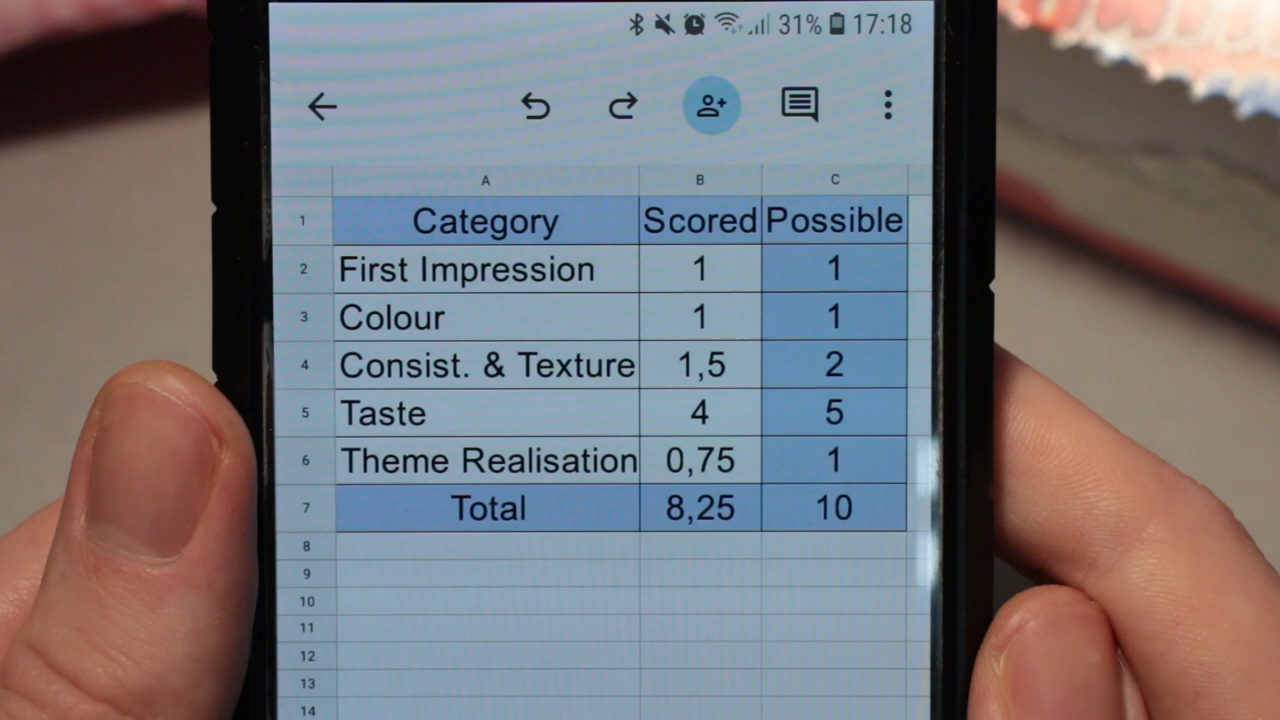 31% 17:18
A B C
1 Category Scored Possible
2 First Impression 1 1
3 Colour 1 1
4 Consist. & Texture 1,5 2
5 Taste 4 5
6 Theme Realisation 0,75 1
7 Total 8,25 10
8
9
10
11
12
13
14